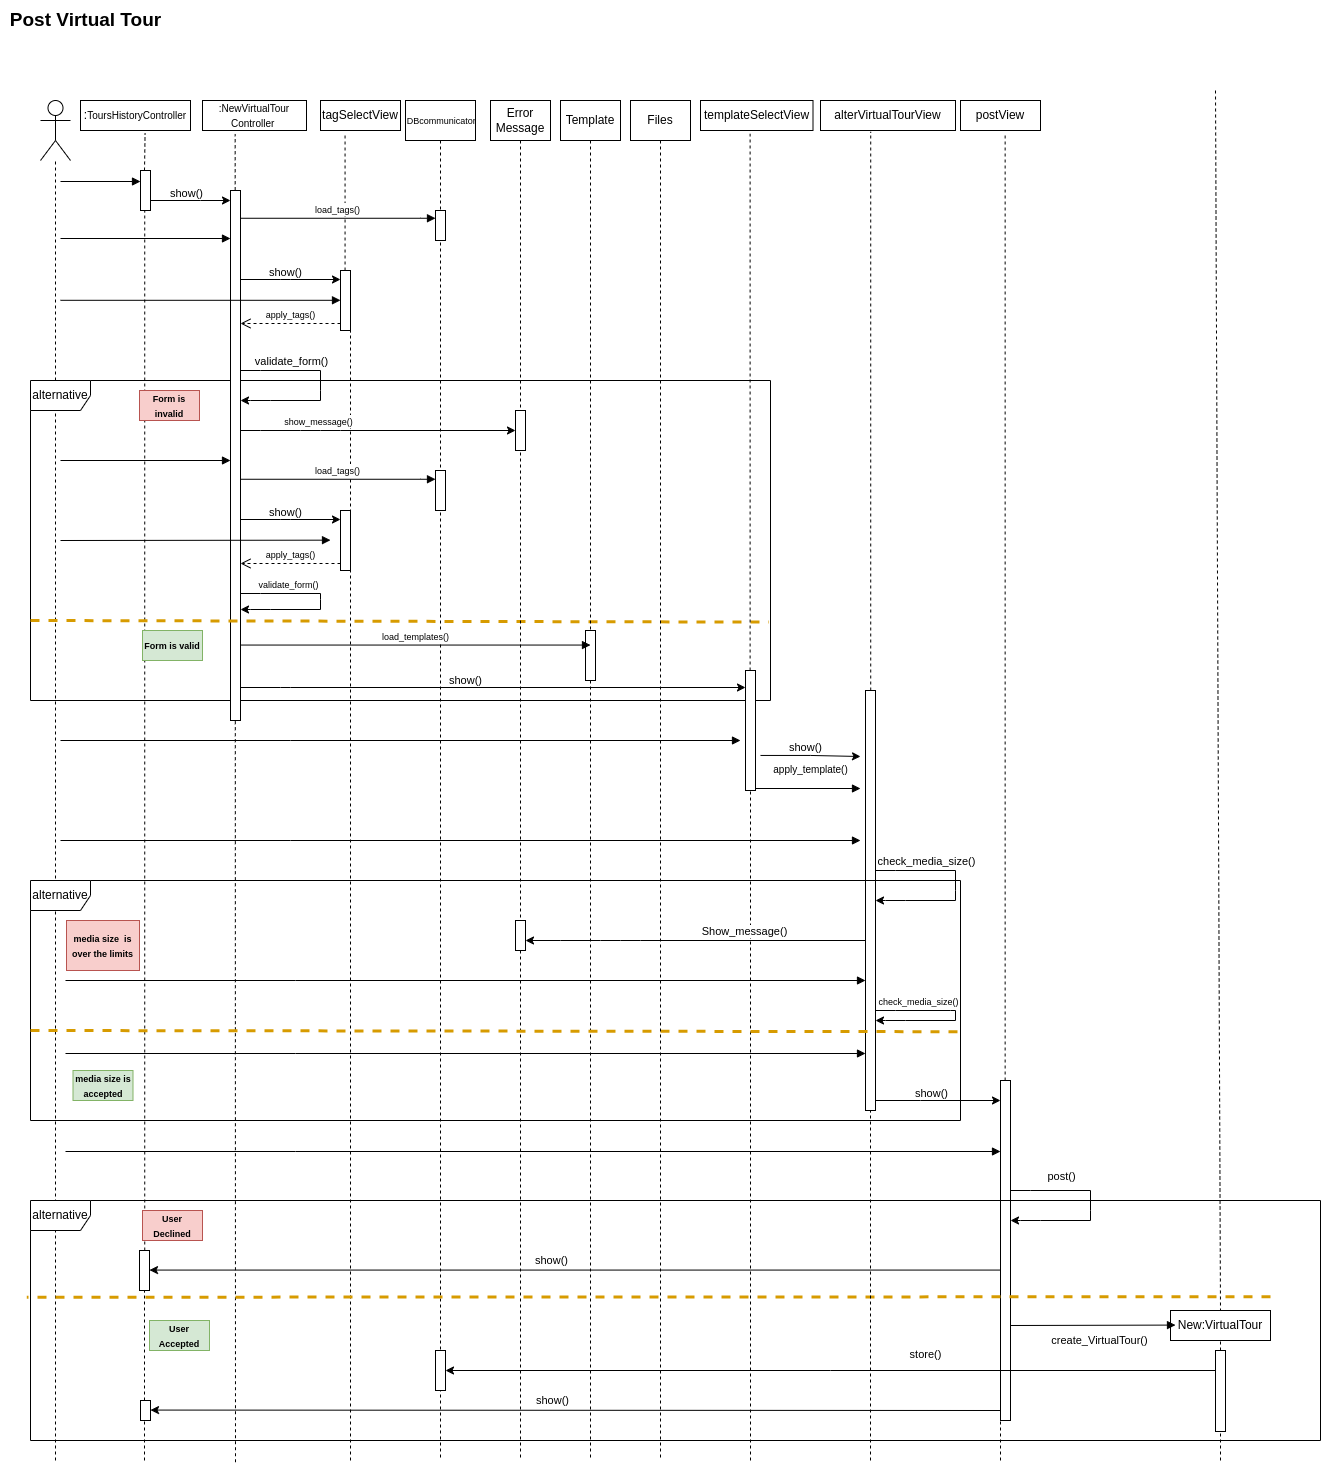 Post Virtual Tour
:ToursHistoryController
:NewVirtualTour
Controller
tagSelectView
DBcommunicator
Error
Message
Template
Files
templateSelectView
alterVirtualTourView
postView
show()
load_tags()
show()
apply_tags()
validate_form()
alternative
Form is
invalid
show_message()
load_tags()
show()
apply_tags()
validate_form()
Form is valid
load_templates()
show()
show()
apply_template()
check_media_size()
alternative
media size is
over the limits
Show_message()
check_media_size()
media size is
accepted
show()
post()
alternative
User
Declined
show()
User
Accepted
New:VirtualTour
create_VirtualTour()
store()
show()